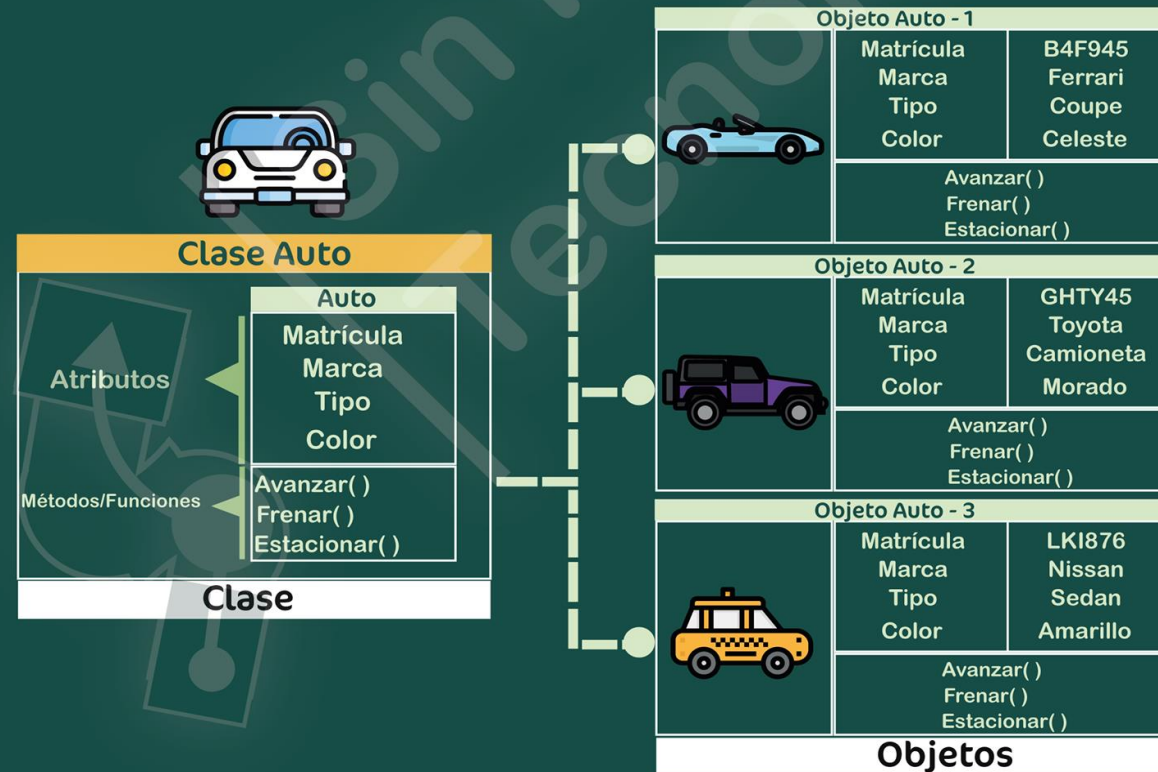 Clase Auto
Auto
Atributos
Matrícula
Marca
Tipo
Color
Métodos/Funciones
Avanzar( )
Frenar( )
Estacionar( )
Clase
Objeto Auto - 1
Matrícula B4F945
Marca Ferrari
Tipo Coupe
Color Celeste
Avanzar( )
Frenar( )
Estacionar( )
Objeto Auto - 2
Matrícula GHTY45
Marca Toyota
Tipo Camioneta
Color Morado
Avanzar( )
Frenar( )
Estacionar( )
Objeto Auto - 3
Matrícula LKI876
Marca Nissan
Tipo Sedan
Color Amarillo
Avanzar( )
Frenar( )
Estacionar( )
Objetos